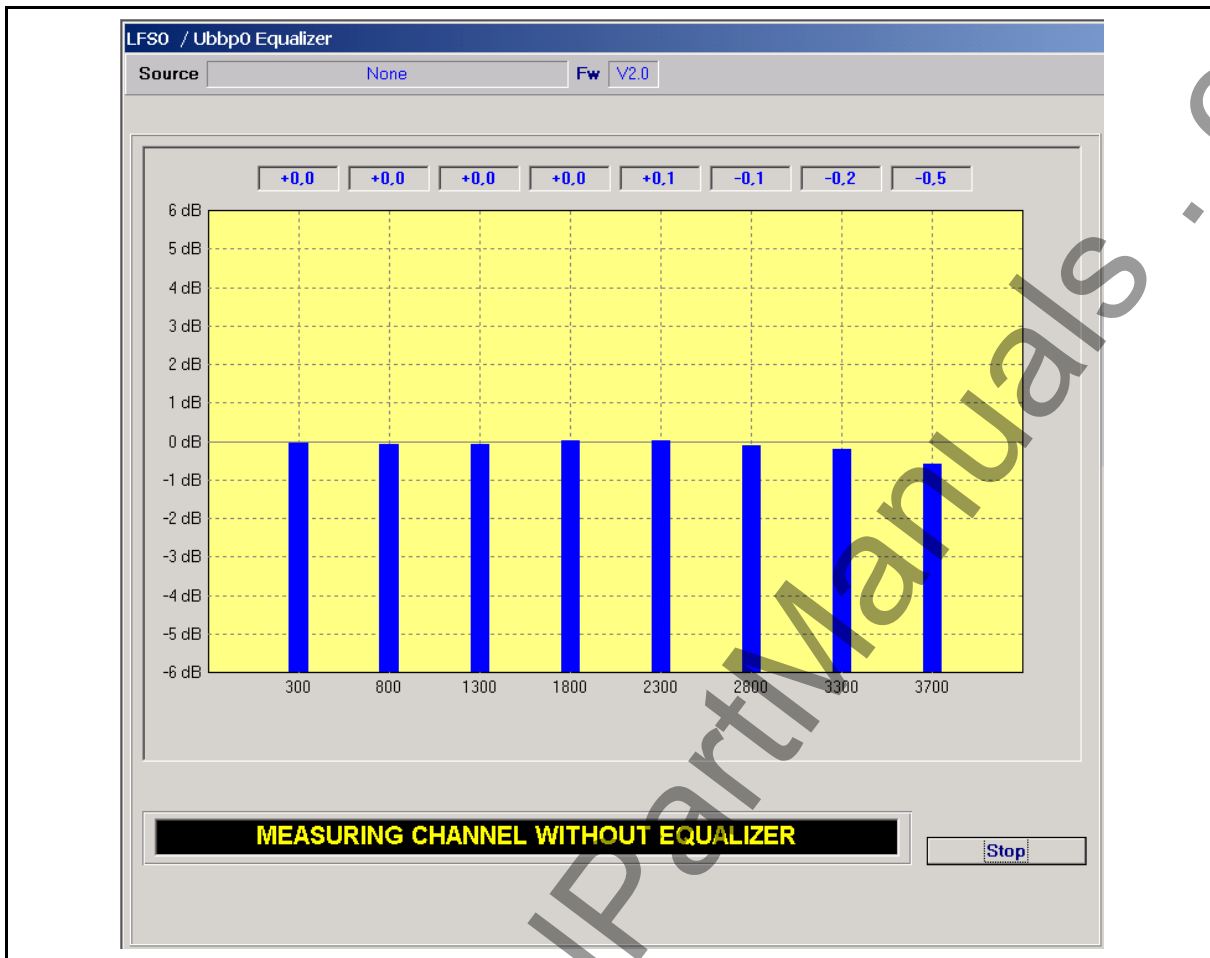 LFS0 / Ubbp0 Equalizer
Source None Fw V2.0
+0,0 +0,0 +0,0 +0,0 +0,1 -0,1 -0,2 -0,5
6 dB
5 dB
4 dB
3 dB
2 dB
1 dB
0 dB
-1 dB
-2 dB
-3 dB
-4 dB
-5 dB
-6 dB
300 800 1300 1800 2300 2800 3300 3700
MEASURING CHANNEL WITHOUT EQUALIZER
Stop